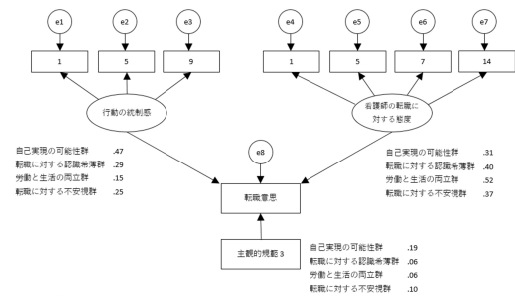 e1 e2 e3 e4 e5 e6 e7
1 5 9 1 5 7 14
行動の統制感
看護師の転職に
対する態度
自己実現の可能性群 .47
転職に対する認識希薄群 .29
労働と生活の両立群 .15
転職に対する不安視群 .25
e8
自己実現の可能性群 .31
転職に対する認識希薄群 .40
労働と生活の両立群 .52
転職に対する不安視群 .37
転職意思
主観的規範 3
自己実現の可能性群 .19
転職に対する認識希薄群 .06
労働と生活の両立群 .06
転職に対する不安視群 .10